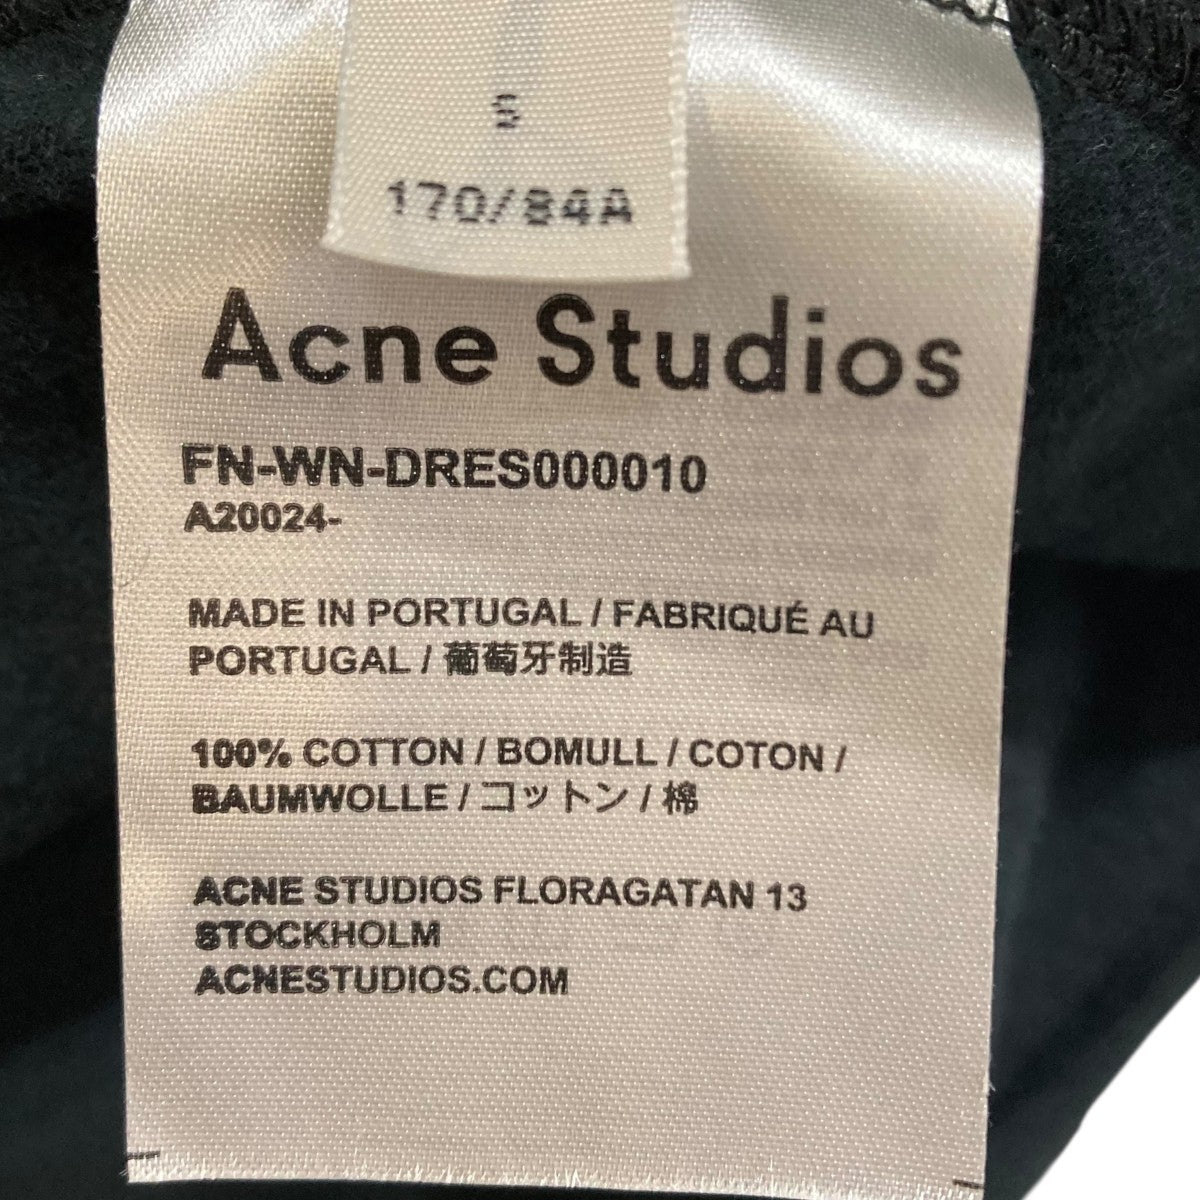 S
170/84A
Acne Studios
FN-WN-DRES000010
A20024-
MADE IN PORTUGAL / FABRIQUÉ AU
PORTUGAL / 葡萄牙制造
100% COTTON / BOMULL / COTON /
BAUMWOLLE / コットン / 棉
ACNE STUDIOS FLORAGATAN 13
STOCKHOLM
ACNESTUDIOS.COM